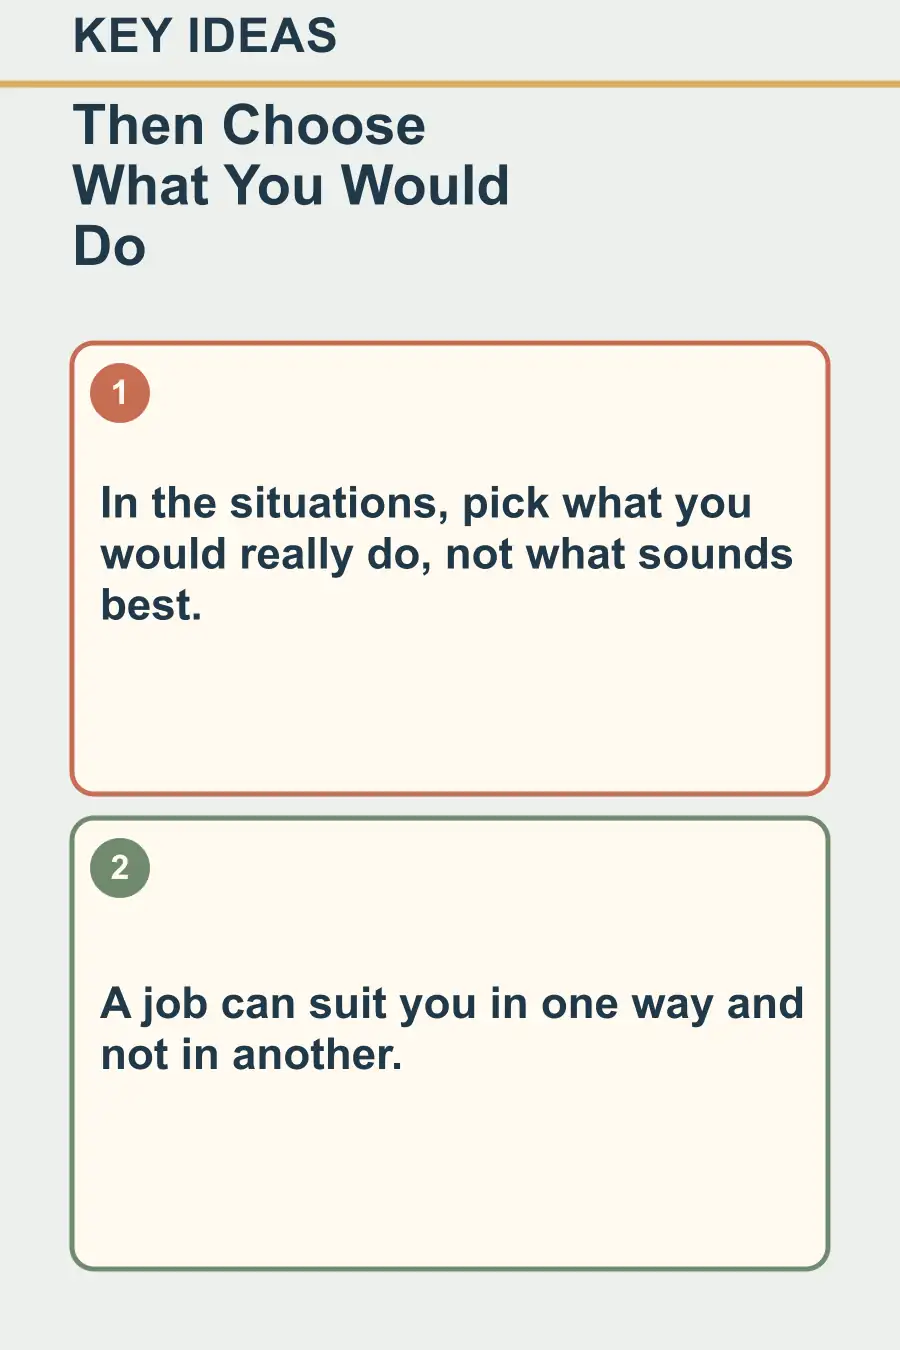 KEY IDEAS
Then Choose
What You Would
Do
1
In the situations, pick what you
would really do, not what sounds
best.
2
A job can suit you in one way and
not in another.